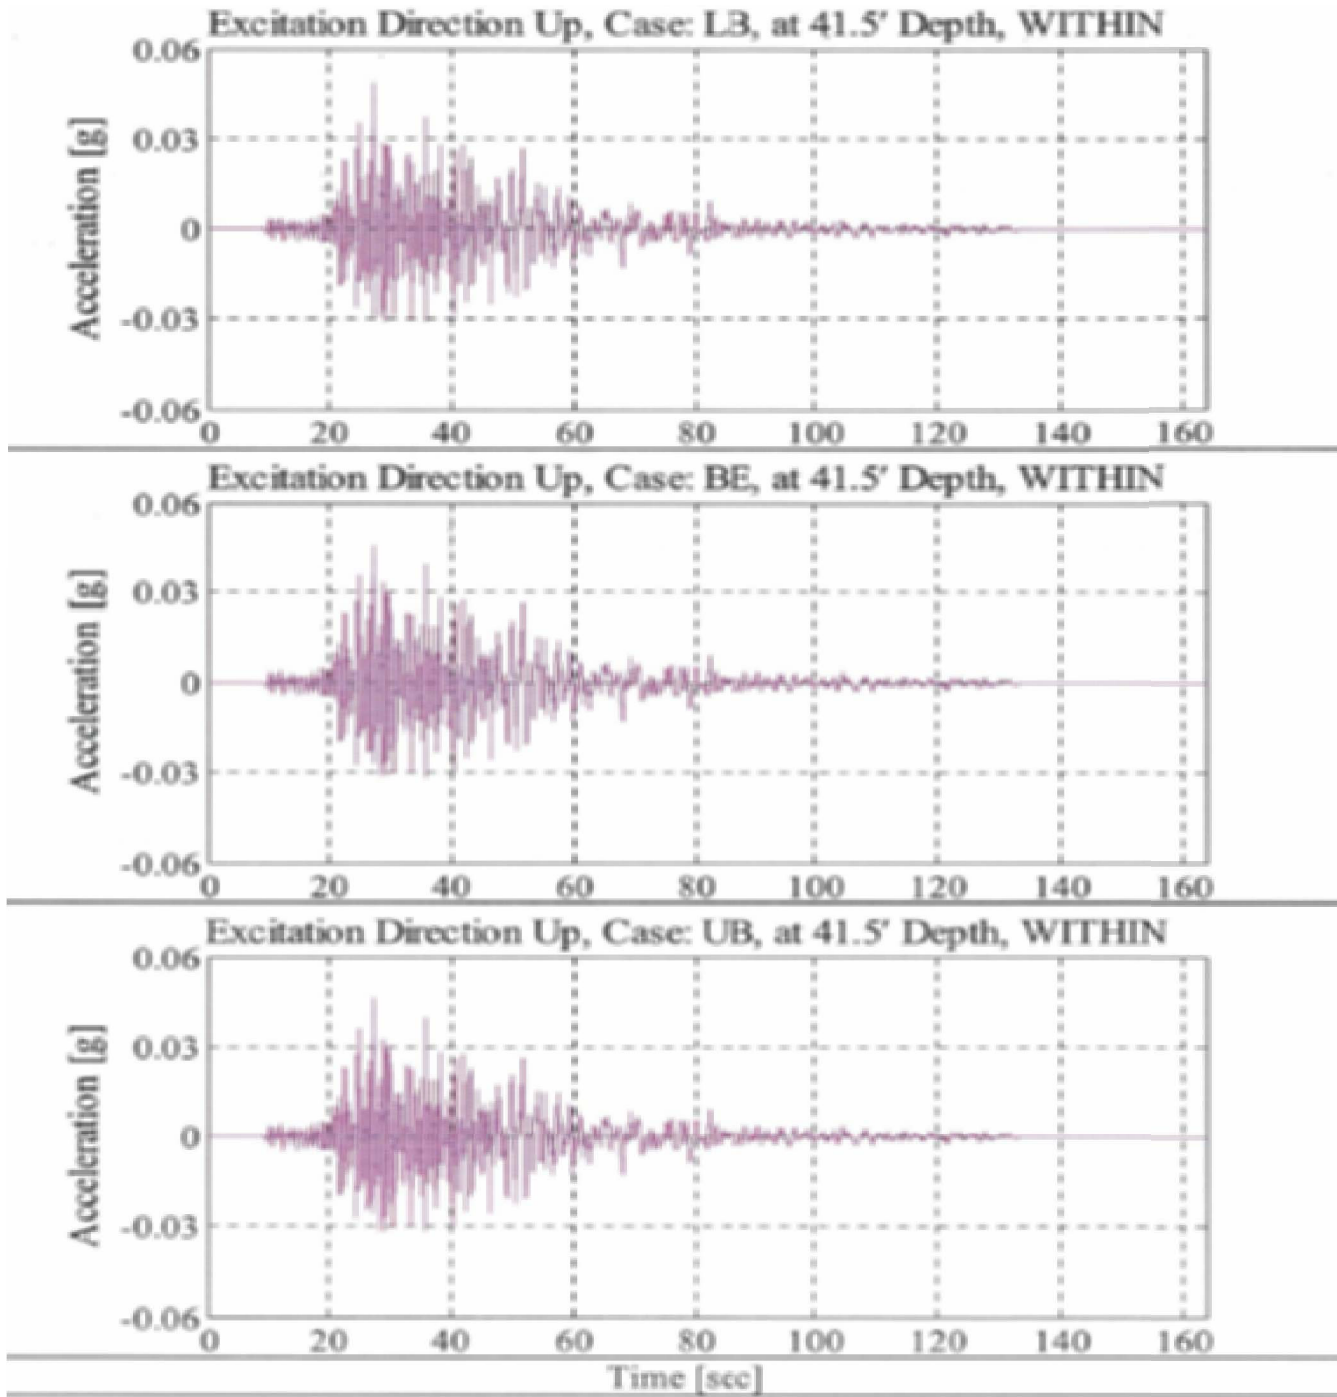 Excitation Direction Up, Case: LB, at 41.5' Depth, WITHIN
0.06
0.03
0
-0.03
-0.06
Acceleration [g]
0 20 40 60 80 100 120 140 160
Excitation Direction Up, Case: BE, at 41.5' Depth, WITHIN
0.06
0.03
0
-0.03
-0.06
Acceleration [g]
0 20 40 60 80 100 120 140 160
Excitation Direction Up, Case: UB, at 41.5' Depth, WITHIN
0.06
0.03
0
-0.03
-0.06
Acceleration [g]
0 20 40 60 80 100 120 140 160
Time [sec]